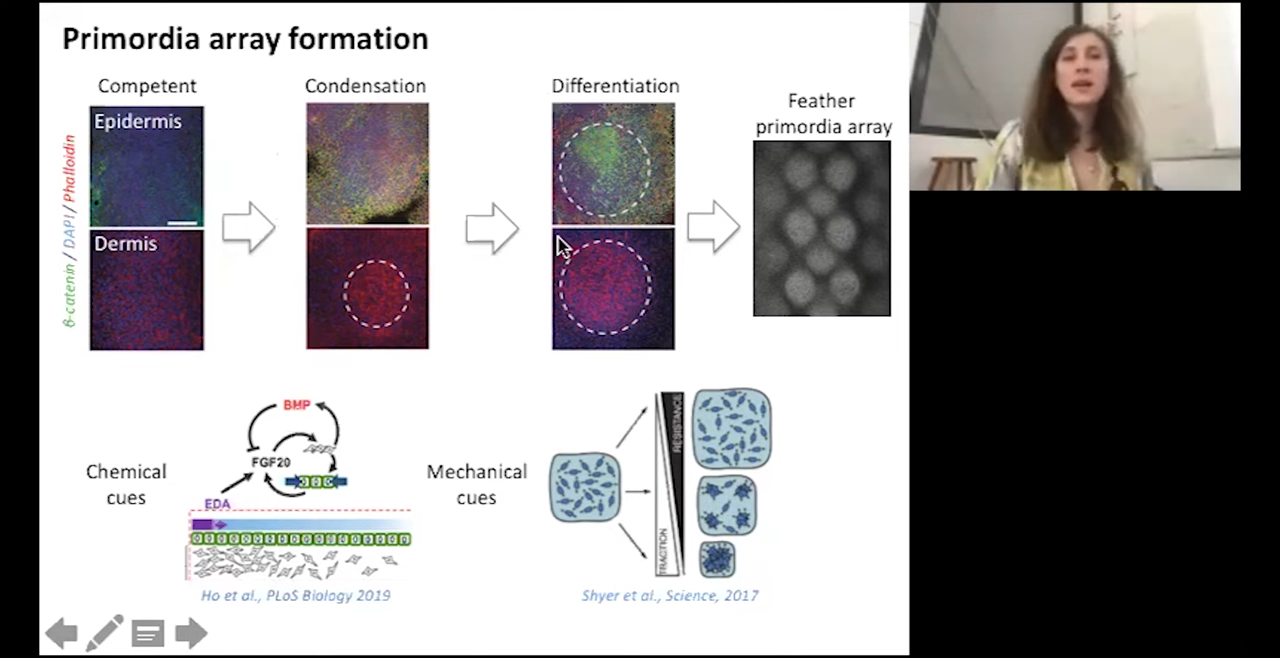 Primordia array formation
Competent
Condensation
Differentiation
Feather
primordia array
Epidermis
Dermis
β-catenin / DAPI / Phalloidin
Chemical
cues
BMP
FGF20
EDA
Ho et al., PLoS Biology 2019
Mechanical
cues
RESISTANCE
TRACTION
Shyer et al., Science, 2017